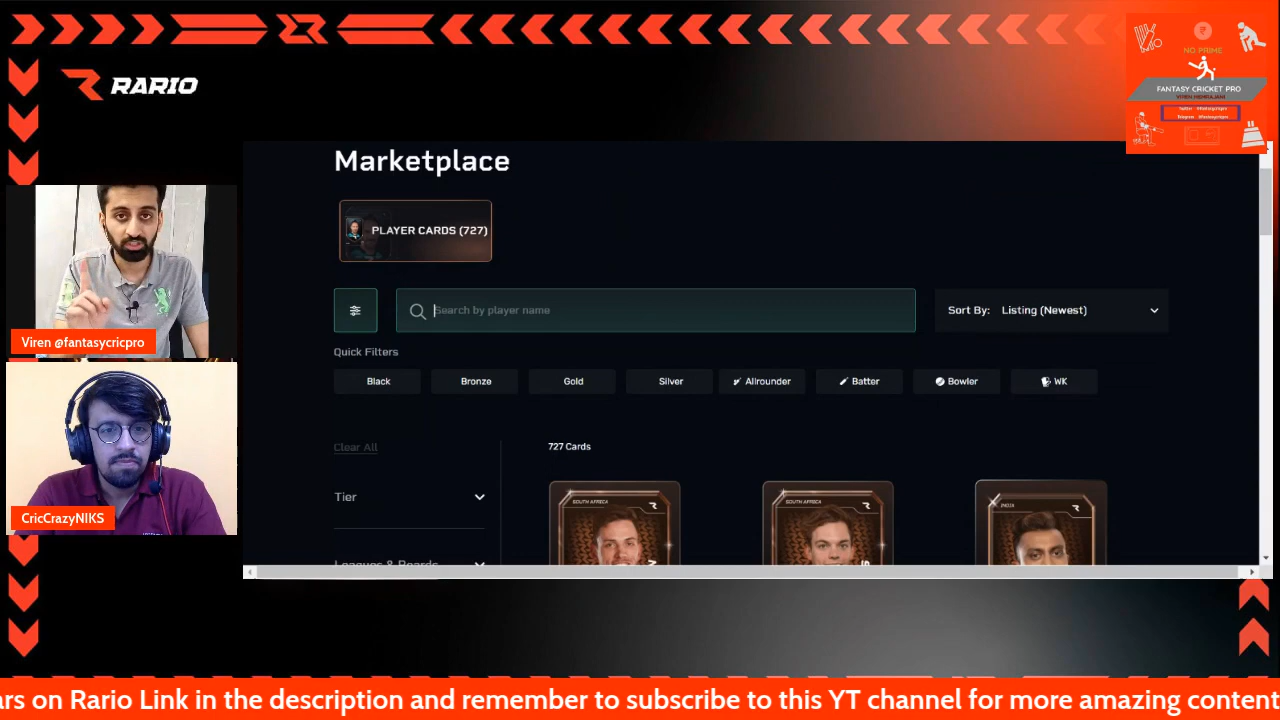 RARIO
NO PRIME
FANTASY CRICKET PRO
Marketplace
PLAYER CARDS (727)
Search by player name
Sort By: Listing (Newest)
Quick Filters
Black
Bronze
Gold
Silver
Allrounder
Batter
Bowler
WK
Clear All
727 Cards
Tier
Leagues & Boards
SOUTH AFRICA
SOUTH AFRICA
INDIA
Viren @fantasycricpro
CricCrazyNIKS
ars on Rario Link in the description and remember to subscribe to this YT channel for more amazing content